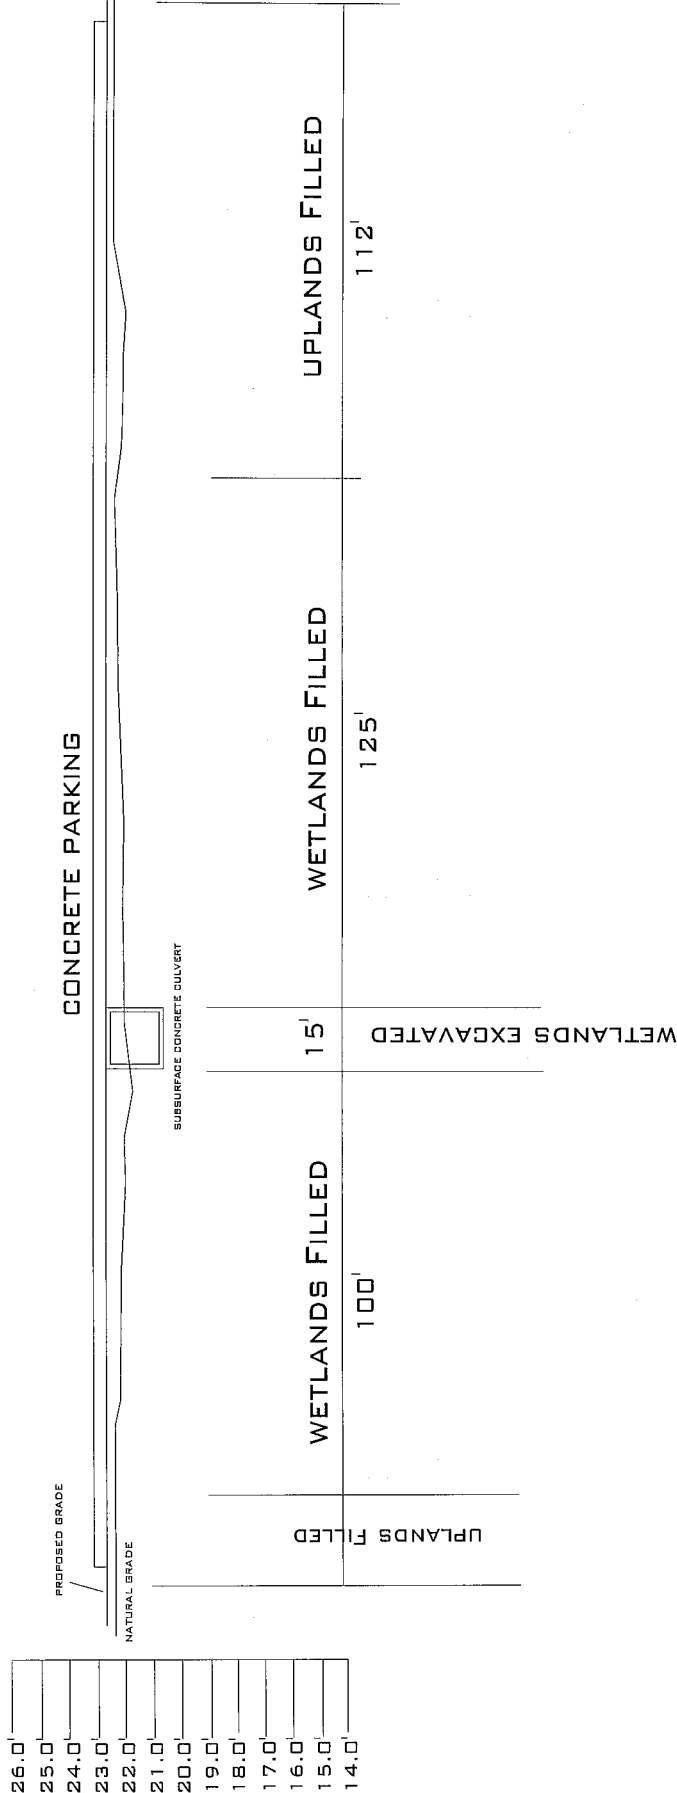 CONCRETE PARKING
PROPOSED GRADE
NATURAL GRADE
SUBSURFACE CONCRETE CULVERT
26.0'
25.0'
24.0'
23.0'
22.0'
21.0'
20.0'
19.0'
18.0'
17.0'
16.0'
15.0'
14.0'
UPLANDS FILLED
WETLANDS FILLED
100'
15'
WETLANDS EXCAVATED
WETLANDS FILLED
125'
UPLANDS FILLED
112'